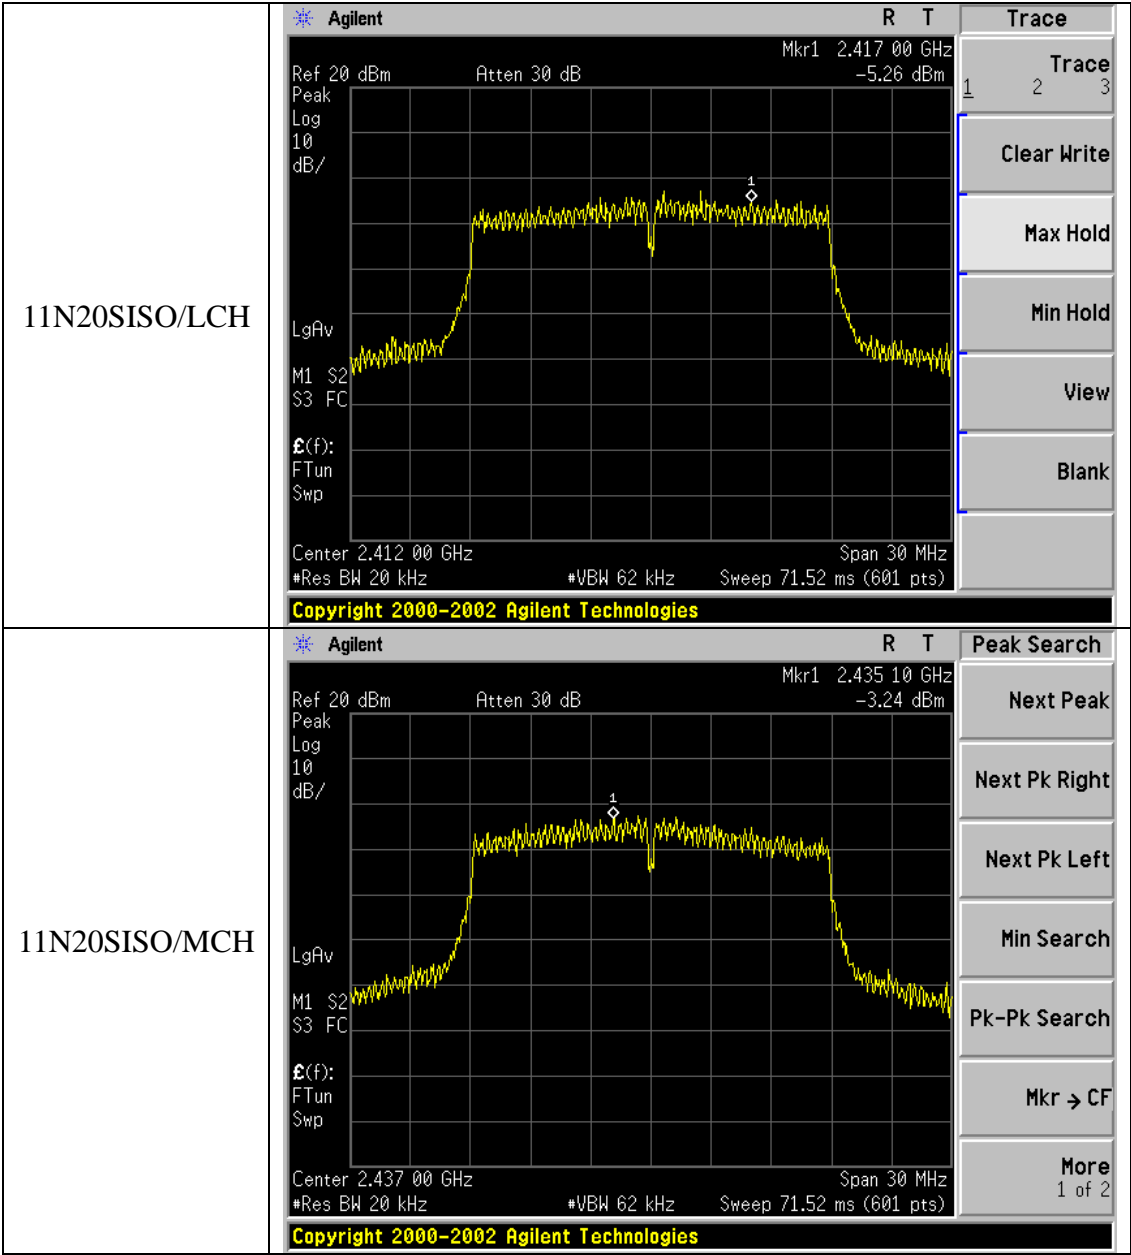 11N20SISO/LCH
Agilent R T Trace
Mkr1 2.417 00 GHz
Ref 20 dBm Atten 30 dB -5.26 dBm
Peak
Log
10
dB/
1
LgAv
M1 S2
S3 FC
£(f):
FTun
Swp
Center 2.412 00 GHz Span 30 MHz
#Res BW 20 kHz #VBW 62 kHz Sweep 71.52 ms (601 pts)
Copyright 2000-2002 Agilent Technologies
Trace
1 2 3
Clear Write
Max Hold
Min Hold
View
Blank
11N20SISO/MCH
Agilent R T Peak Search
Mkr1 2.435 10 GHz
Ref 20 dBm Atten 30 dB -3.24 dBm
Peak
Log
10
dB/
1
LgAv
M1 S2
S3 FC
£(f):
FTun
Swp
Center 2.437 00 GHz Span 30 MHz
#Res BW 20 kHz #VBW 62 kHz Sweep 71.52 ms (601 pts)
Copyright 2000-2002 Agilent Technologies
Next Peak
Next Pk Right
Next Pk Left
Min Search
Pk-Pk Search
Mkr → CF
More
1 of 2